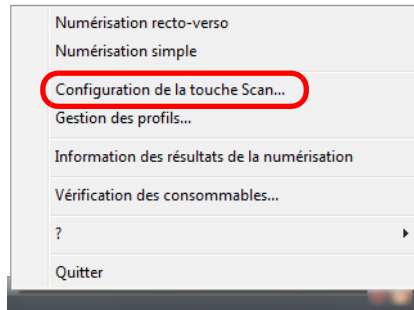 Numérisation recto-verso
Numérisation simple
Configuration de la touche Scan...
Gestion des profils...
Information des résultats de la numérisation
Vérification des consommables...
?
Quitter